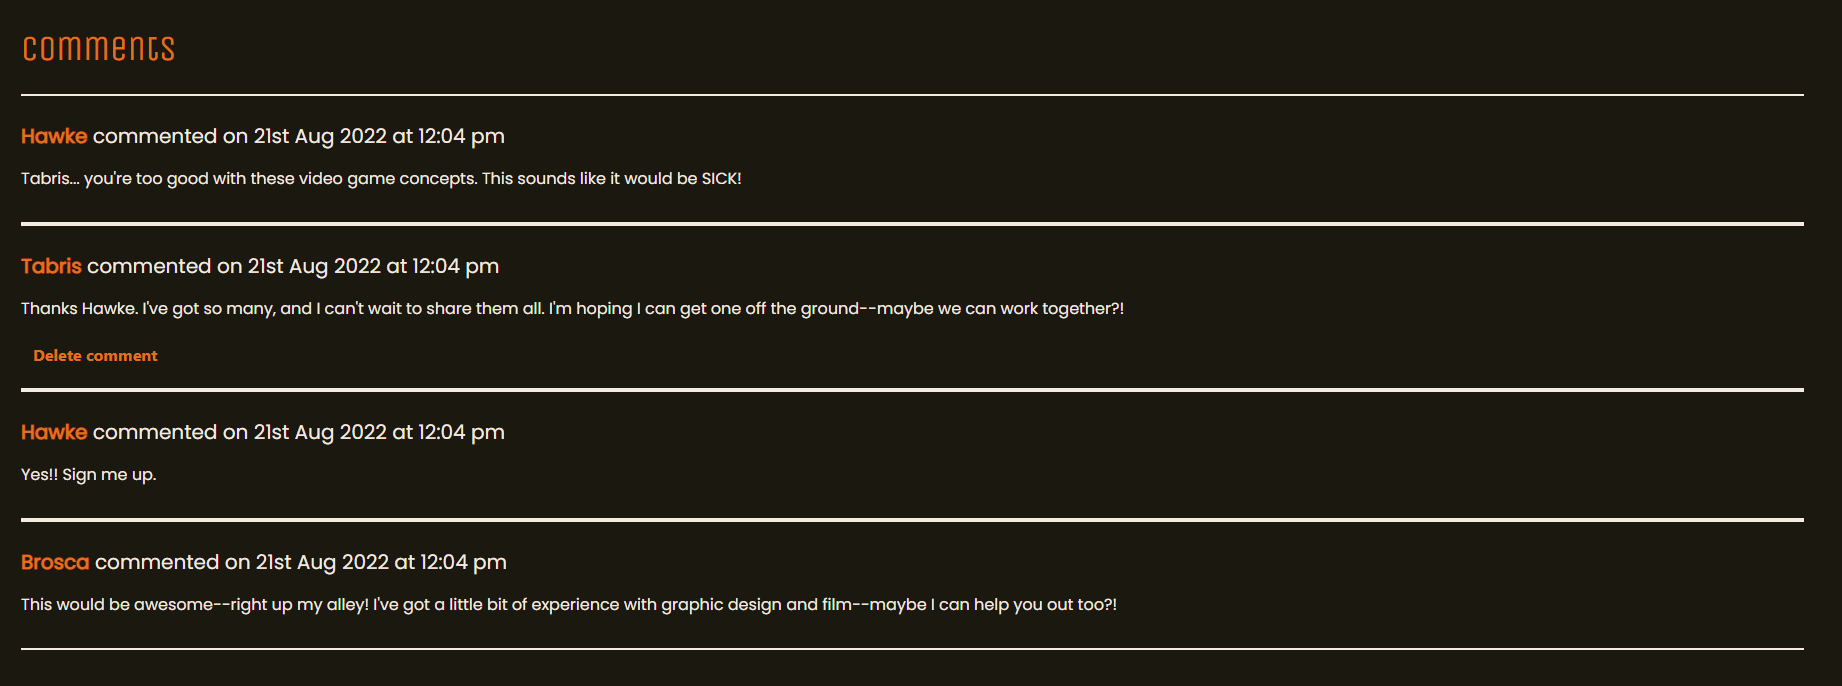 comments
Hawke commented on 21st Aug 2022 at 12:04 pm
Tabris... you're too good with these video game concepts. This sounds like it would be SICK!
Tabris commented on 21st Aug 2022 at 12:04 pm
Thanks Hawke. I've got so many, and I can't wait to share them all. I'm hoping I can get one off the ground--maybe we can work together?!
Delete comment
Hawke commented on 21st Aug 2022 at 12:04 pm
Yes!! Sign me up.
Brosca commented on 21st Aug 2022 at 12:04 pm
This would be awesome--right up my alley! I've got a little bit of experience with graphic design and film--maybe I can help you out too?!